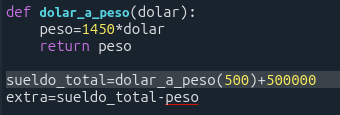 def dolar_a_peso(dolar):
    peso=1450*dolar
    return peso

sueldo_total=dolar_a_peso(500)+500000
extra=sueldo_total-peso